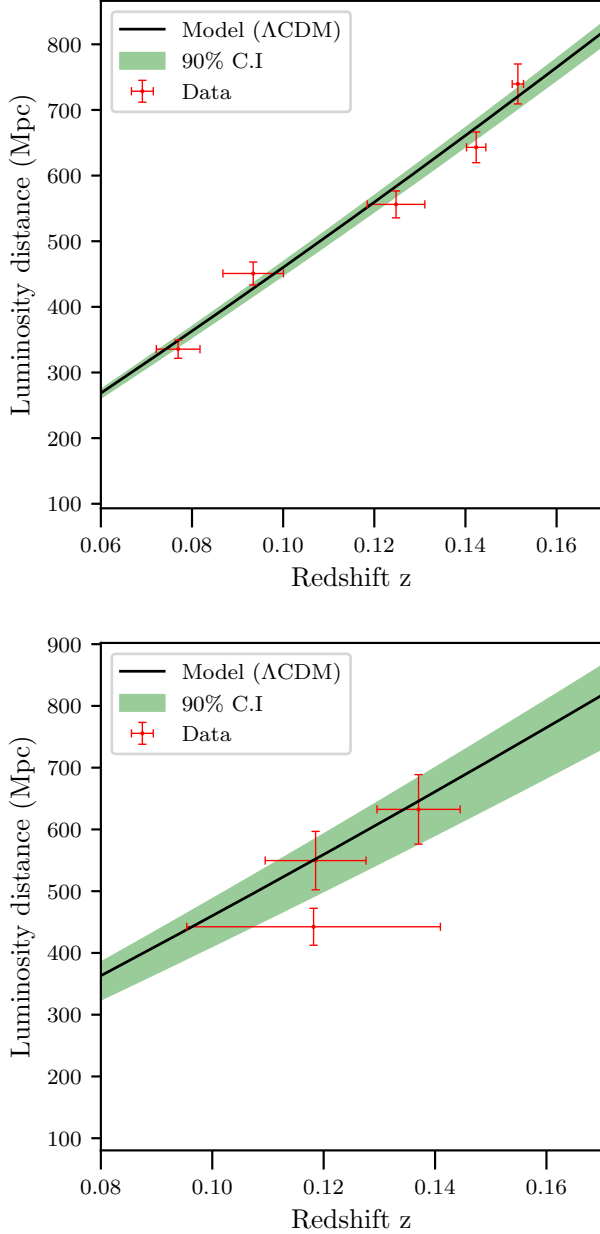 800
700
600
500
400
300
200
100
Luminosity distance (Mpc)
Model (ΛCDM)
90% C.I
Data
0.06 0.08 0.10 0.12 0.14 0.16
Redshift z
900
800
700
600
500
400
300
200
100
Luminosity distance (Mpc)
Model (ΛCDM)
90% C.I
Data
0.08 0.10 0.12 0.14 0.16
Redshift z